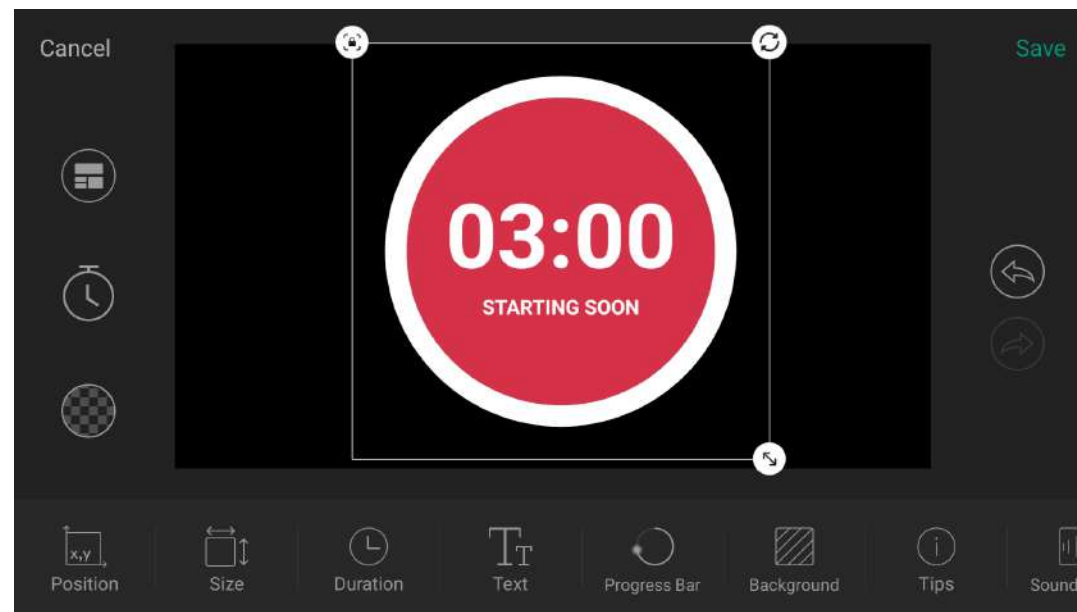 Cancel
Save
03:00
STARTING SOON
x,y
Position
Size
Duration
Text
Progress Bar
Background
Tips
Sound